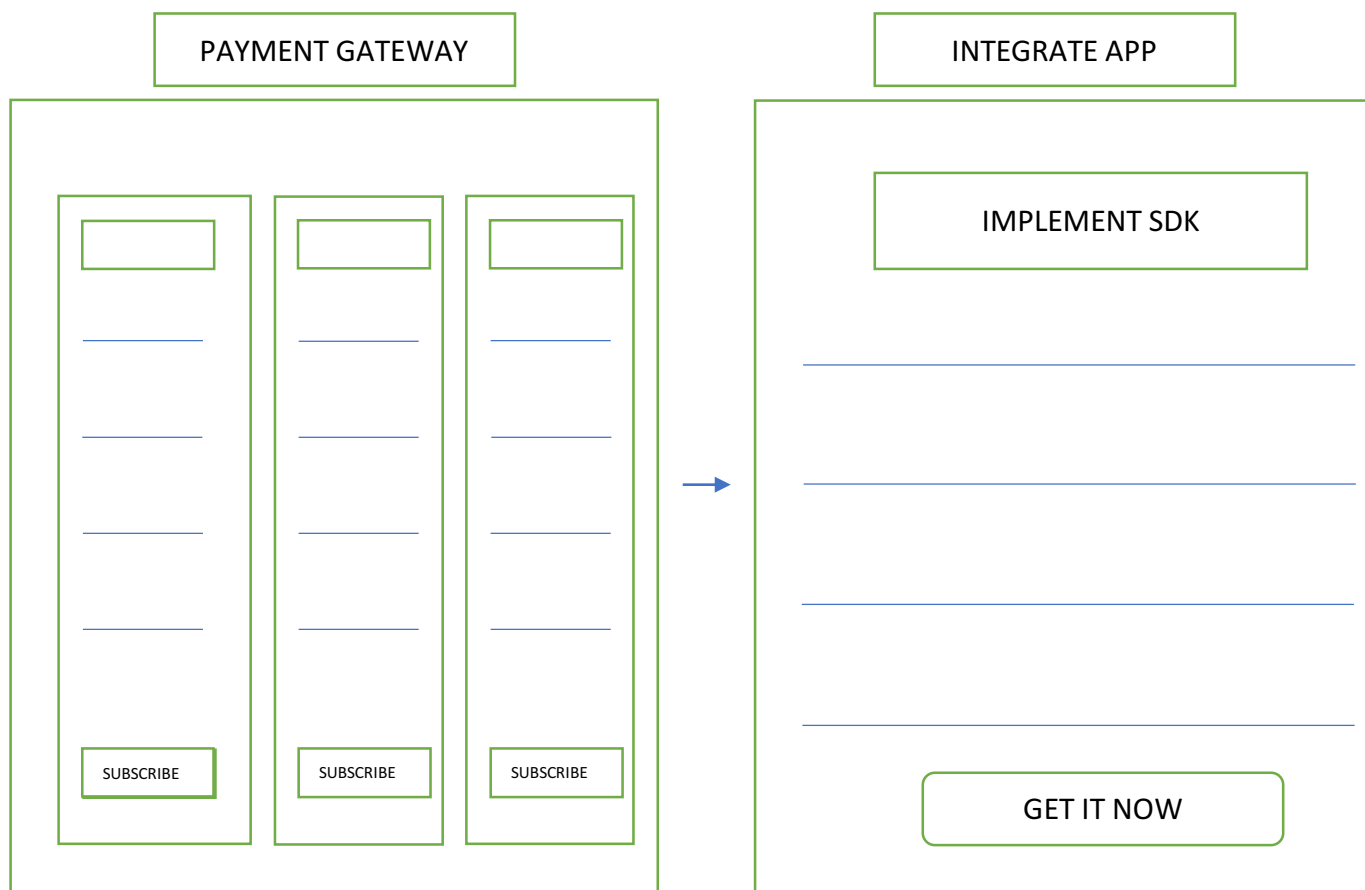 PAYMENT GATEWAY
INTEGRATE APP
IMPLEMENT SDK
SUBSCRIBE
SUBSCRIBE
SUBSCRIBE
GET IT NOW